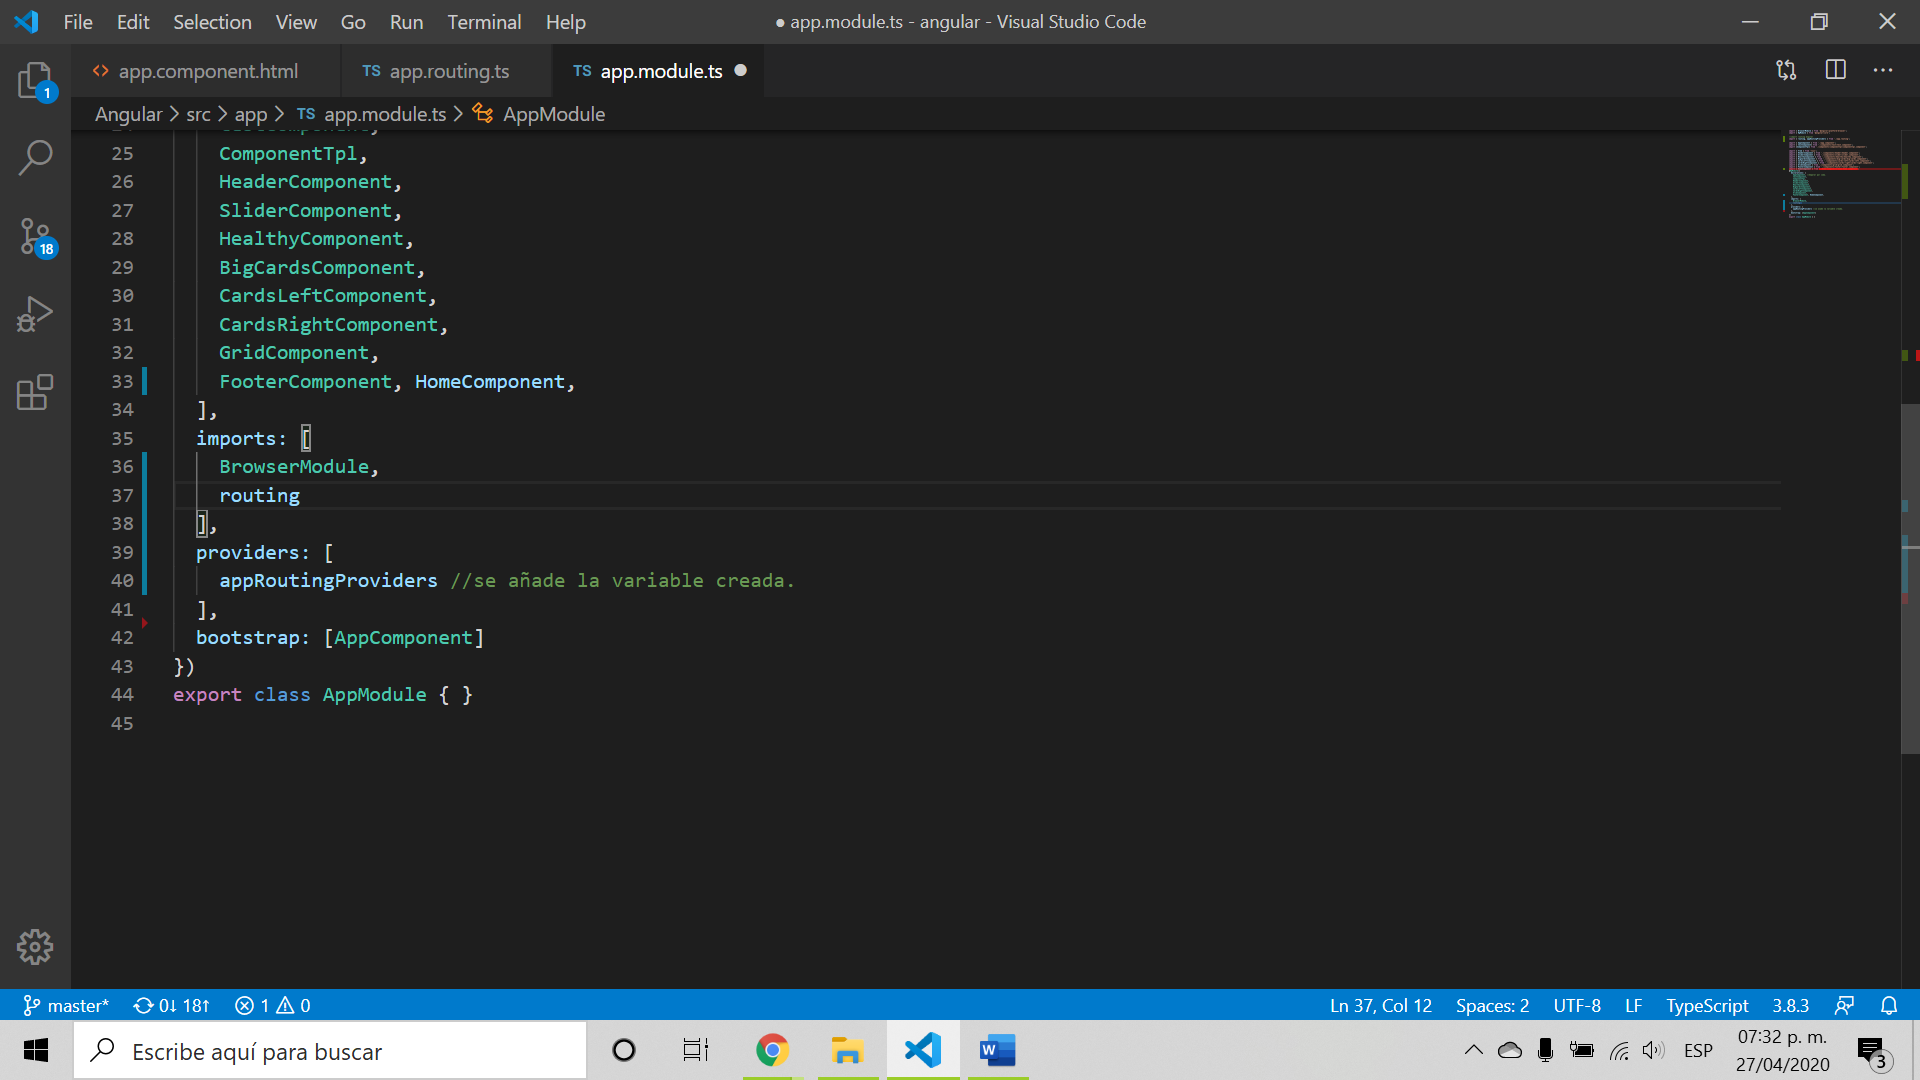 File Edit Selection View Go Run Terminal Help ● app.module.ts - angular - Visual Studio Code
<> app.component.html TS app.routing.ts TS app.module.ts ●
Angular > src > app > TS app.module.ts > AppModule
1
18
25 ComponentTpl,
26 HeaderComponent,
27 SliderComponent,
28 HealthyComponent,
29 BigCardsComponent,
30 CardsLeftComponent,
31 CardsRightComponent,
32 GridComponent,
33 FooterComponent, HomeComponent,
34 ],
35 imports: [
36 BrowserModule,
37 routing
38 ],
39 providers: [
40 appRoutingProviders //se añade la variable creada.
41 ],
42 bootstrap: [AppComponent]
43 })
44 export class AppModule { }
45
master* 0↓ 18↑ 1 0 Ln 37, Col 12 Spaces: 2 UTF-8 LF TypeScript 3.8.3
Escribe aquí para buscar W ESP 07:32 p. m.
27/04/2020 3